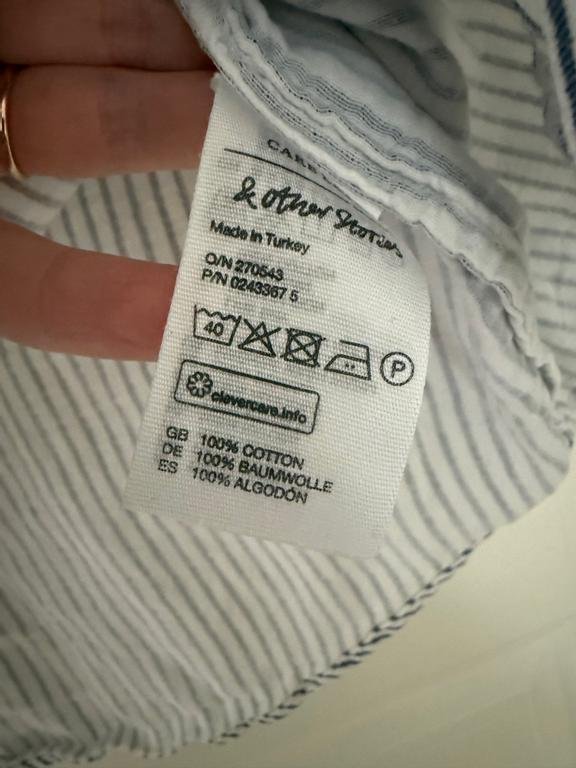 CARE
& other Stories
Made in Turkey
O/N 270543
P/N 0243367 5
40
P
clevercare.info
GB 100% COTTON
DE 100% BAUMWOLLE
ES 100% ALGODÓN